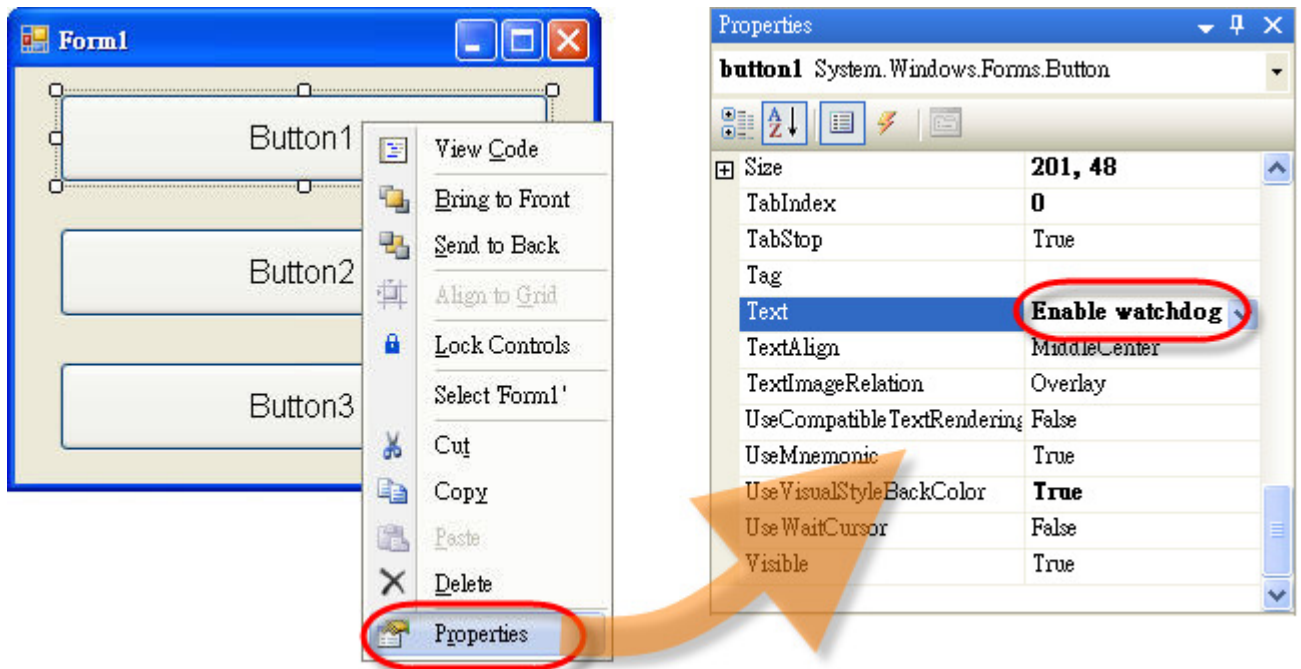 Form1
Button1
Button2
Button3
View Code
Bring to Front
Send to Back
Align to Grid
Lock Controls
Select 'Form1'
Cut
Copy
Paste
Delete
Properties
Properties
button1 System.Windows.Forms.Button
A
Z
Size 201, 48
TabIndex 0
TabStop True
Tag
Text Enable watchdog
TextAlign MiddleCenter
TextImageRelation Overlay
UseCompatibleTextRendering False
UseMnemonic True
UseVisualStyleBackColor True
UseWaitCursor False
Visible True